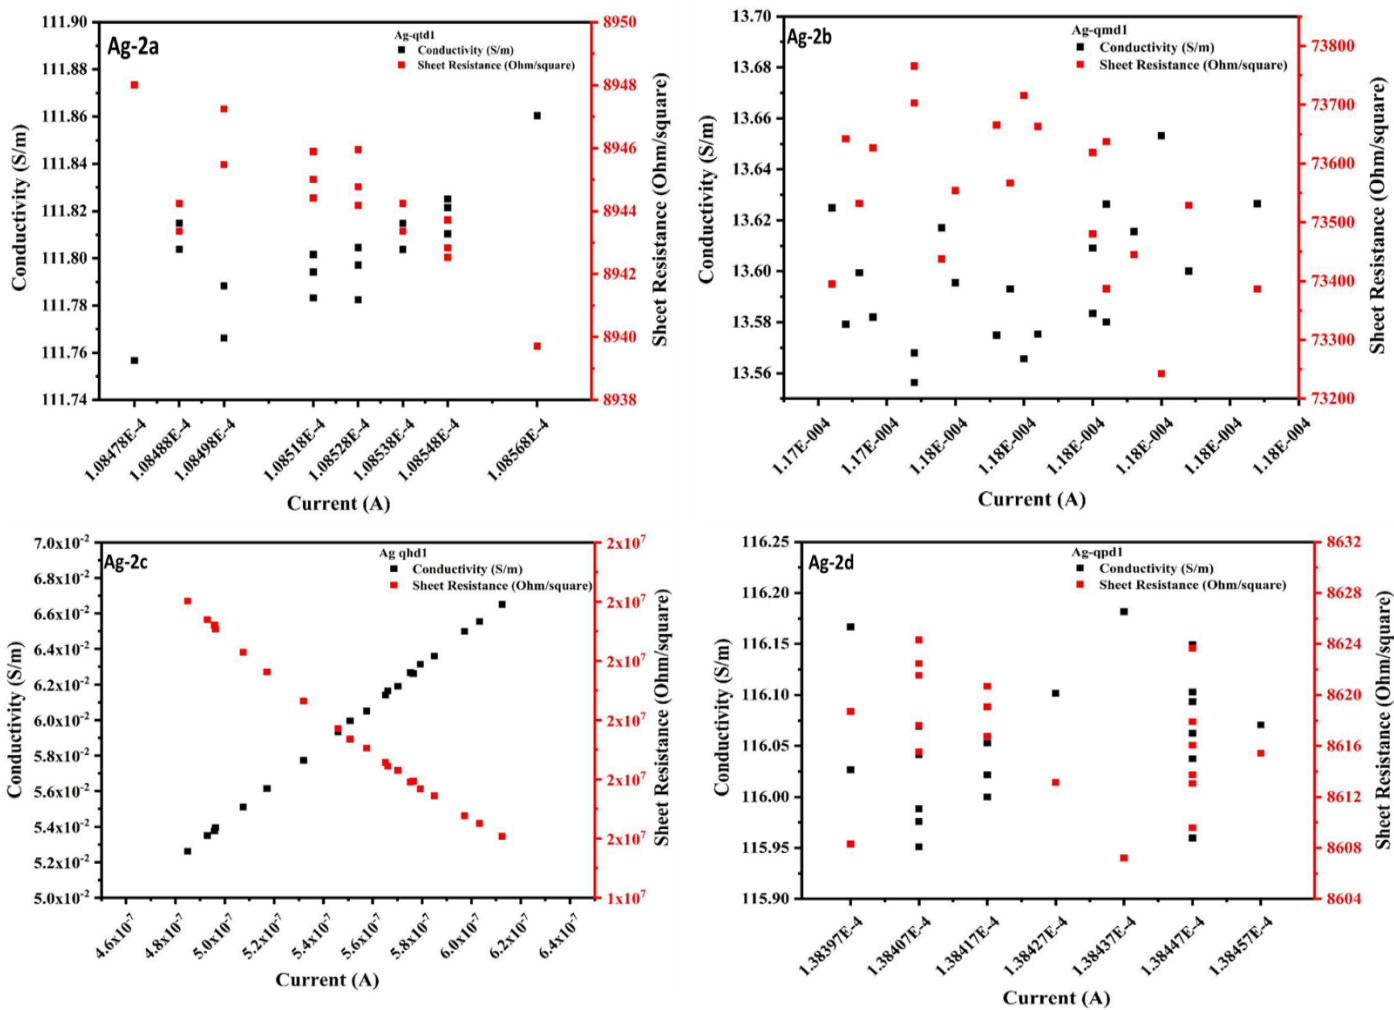 Ag-2a
Ag-qtd1
Conductivity (S/m)
Sheet Resistance (Ohm/square)
111.90
111.88
111.86
111.84
111.82
111.80
111.78
111.76
111.74
Conductivity (S/m)
8950
8948
8946
8944
8942
8940
8938
Sheet Resistance (Ohm/square)
1.08478E-4
1.08488E-4
1.08498E-4
1.08518E-4
1.08528E-4
1.08538E-4
1.08548E-4
1.08568E-4
Current (A)
Ag-2b
Ag-qmd1
Conductivity (S/m)
Sheet Resistance (Ohm/square)
13.70
13.68
13.66
13.64
13.62
13.60
13.58
13.56
Conductivity (S/m)
73800
73700
73600
73500
73400
73300
73200
Sheet Resistance (Ohm/square)
1.17E-004
1.17E-004
1.18E-004
1.18E-004
1.18E-004
1.18E-004
1.18E-004
1.18E-004
Current (A)
Ag-2c
Ag qhd1
Conductivity (S/m)
Sheet Resistance (Ohm/square)
7.0x10⁻²
6.8x10⁻²
6.6x10⁻²
6.4x10⁻²
6.2x10⁻²
6.0x10⁻²
5.8x10⁻²
5.6x10⁻²
5.4x10⁻²
5.2x10⁻²
5.0x10⁻²
Conductivity (S/m)
2x10⁷
2x10⁷
2x10⁷
2x10⁷
2x10⁷
2x10⁷
1x10⁷
Sheet Resistance (Ohm/square)
4.6x10⁻⁷
4.8x10⁻⁷
5.0x10⁻⁷
5.2x10⁻⁷
5.4x10⁻⁷
5.6x10⁻⁷
5.8x10⁻⁷
6.0x10⁻⁷
6.2x10⁻⁷
6.4x10⁻⁷
Current (A)
Ag-2d
Ag-qpd1
Conductivity (S/m)
Sheet Resistance (Ohm/square)
116.25
116.20
116.15
116.10
116.05
116.00
115.95
115.90
Conductivity (S/m)
8632
8628
8624
8620
8616
8612
8608
8604
Sheet Resistance (Ohm/square)
1.38397E-4
1.38407E-4
1.38417E-4
1.38427E-4
1.38437E-4
1.38447E-4
1.38457E-4
Current (A)